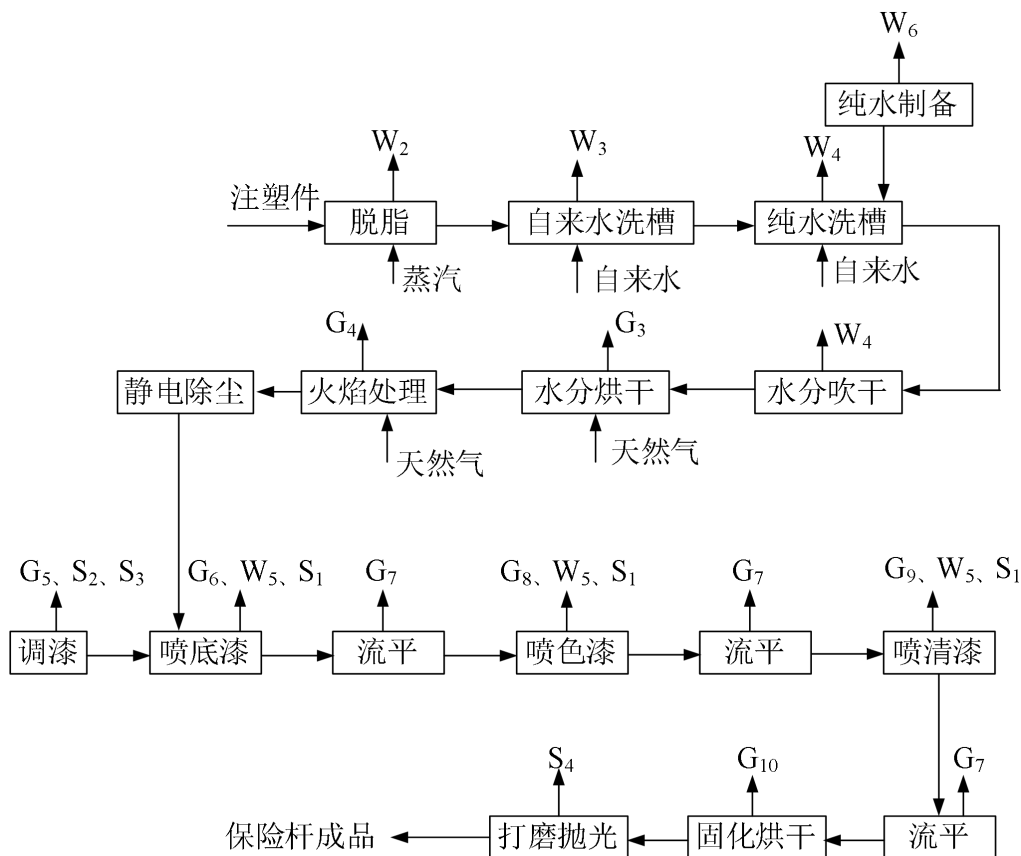 W6
纯水制备
W2
W3
W4
注塑件
脱脂
自来水洗槽
纯水洗槽
蒸汽
自来水
自来水
G4
G3
W4
静电除尘
火焰处理
水分烘干
水分吹干
天然气
天然气
G5、S2、S3
G6、W5、S1
G7
G8、W5、S1
G7
G9、W5、S1
调漆
喷底漆
流平
喷色漆
流平
喷清漆
S4
G10
G7
保险杆成品
打磨抛光
固化烘干
流平